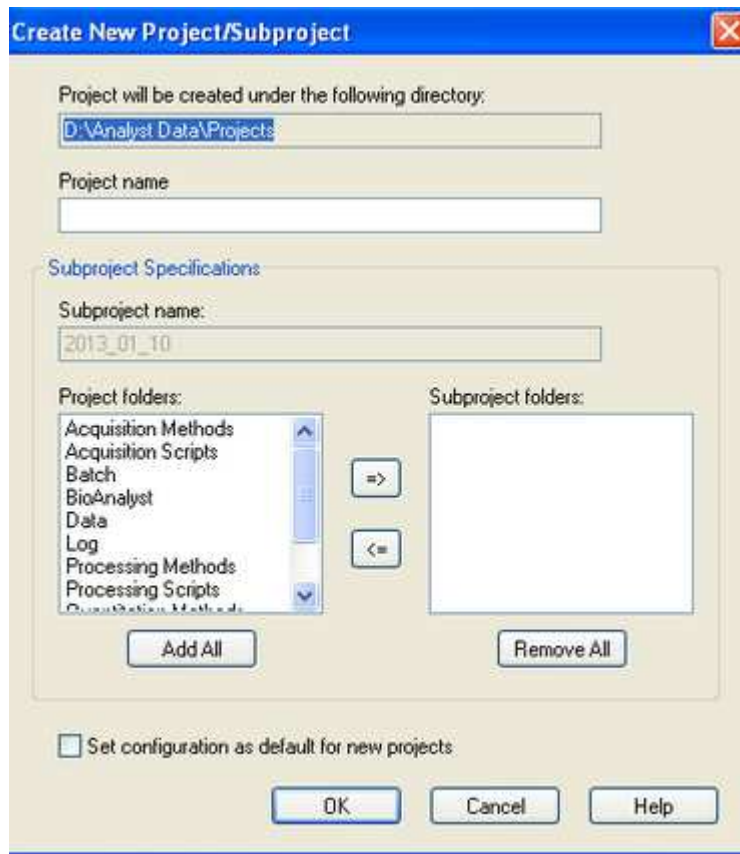 Create New Project/Subproject
Project will be created under the following directory:
D:\Analyst Data\Projects
Project name
Subproject Specifications
Subproject name:
2013_01_10
Project folders:
Subproject folders:
Acquisition Methods
Acquisition Scripts
Batch
BioAnalyst
Data
Log
Processing Methods
Processing Scripts
=>
<=
Add All
Remove All
Set configuration as default for new projects
OK
Cancel
Help